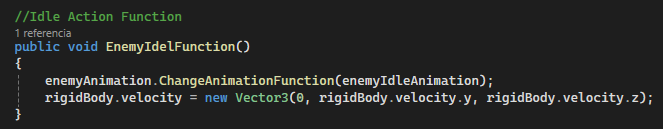 //Idle Action Function
1 referencia
public void EnemyIdelFunction()
{
enemyAnimation.ChangeAnimationFunction(enemyIdleAnimation);
rigidBody.velocity = new Vector3(0, rigidBody.velocity.y, rigidBody.velocity.z);
}